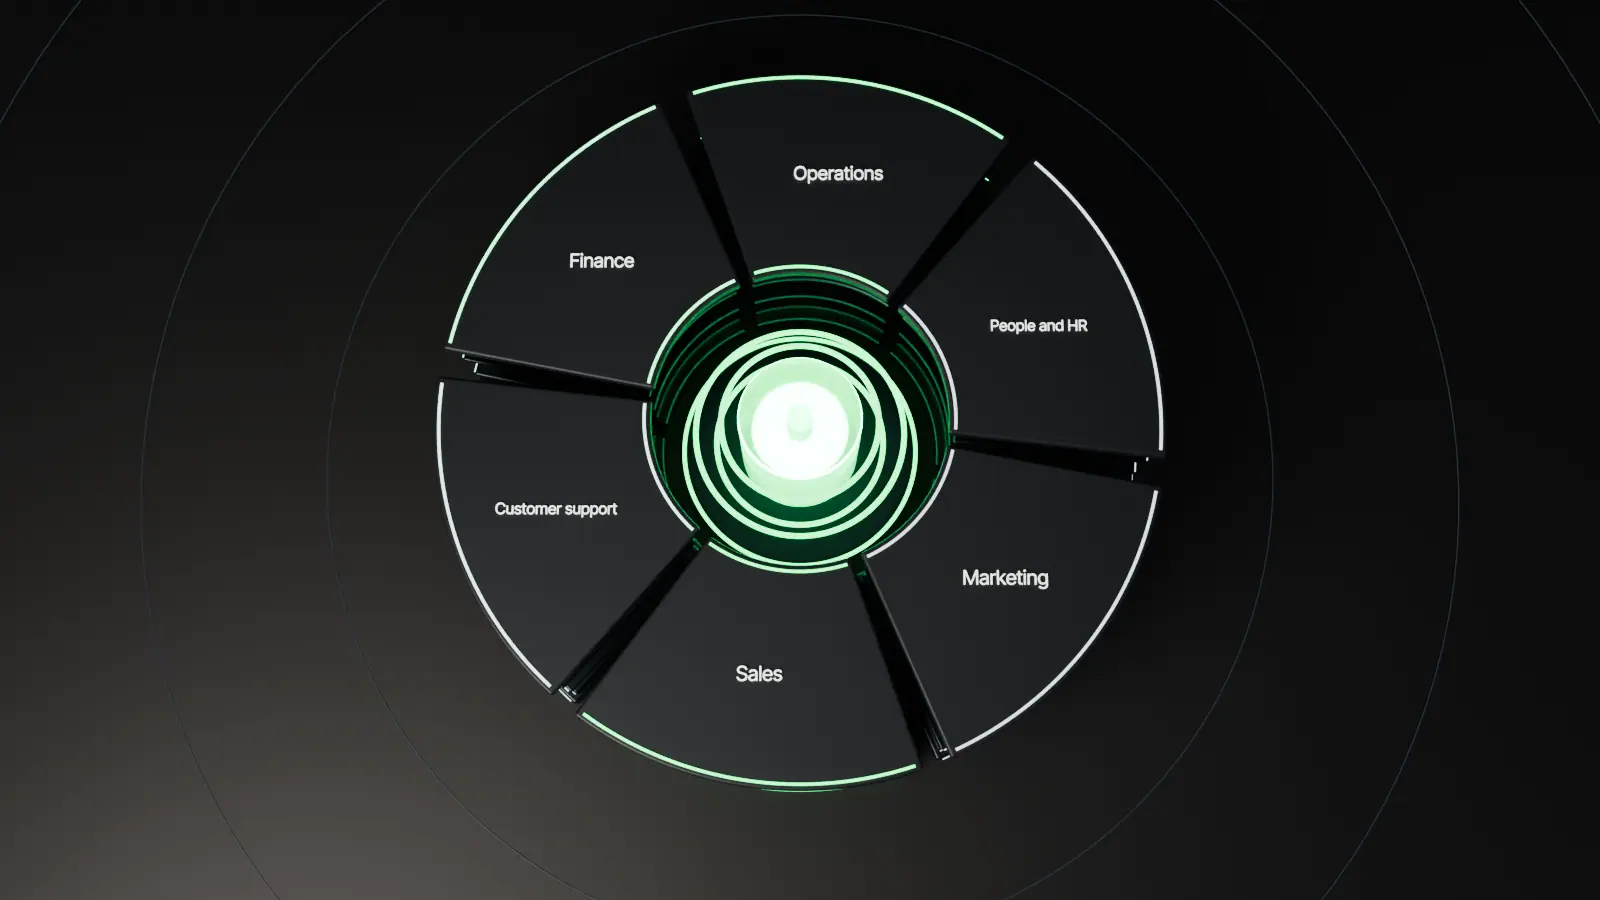 Operations
Finance
People and HR
Customer support
Marketing
Sales